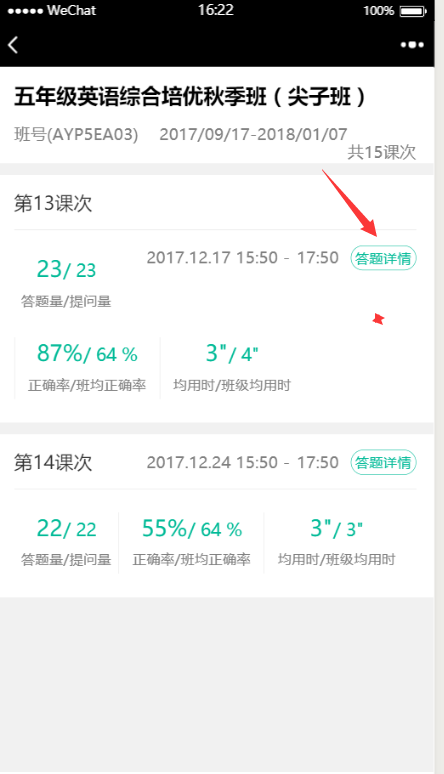 WeChat 16:22 100%
五年级英语综合培优秋季班（尖子班）
班号(AYP5EA03) 2017/09/17-2018/01/07
共15课次
第13课次
2017.12.17 15:50 - 17:50 答题详情
23/ 23
答题量/提问量
87%/ 64 % 3"/ 4"
正确率/班均正确率 均用时/班级均用时
第14课次 2017.12.24 15:50 - 17:50 答题详情
22/ 22 55%/ 64 % 3"/ 3"
答题量/提问量 正确率/班均正确率 均用时/班级均用时